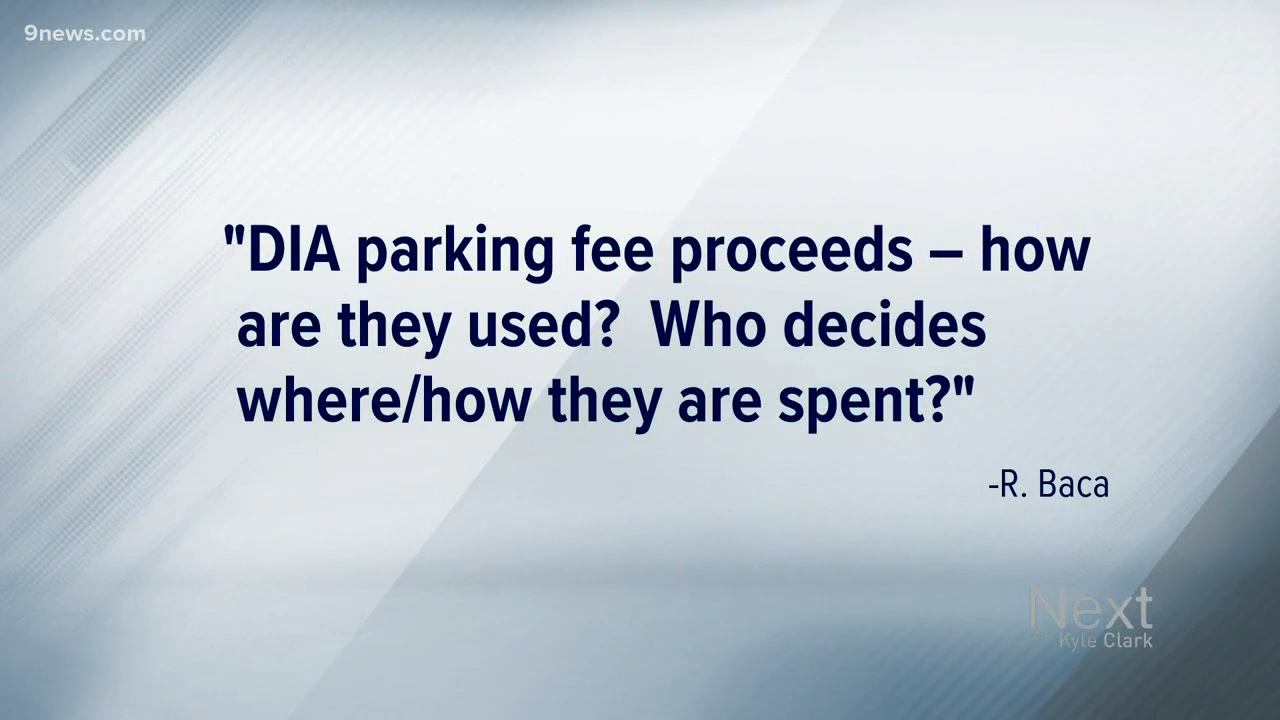 9news.com
"DIA parking fee proceeds – how
are they used?  Who decides
where/how they are spent?"
-R. Baca
Next
Kyle Clark